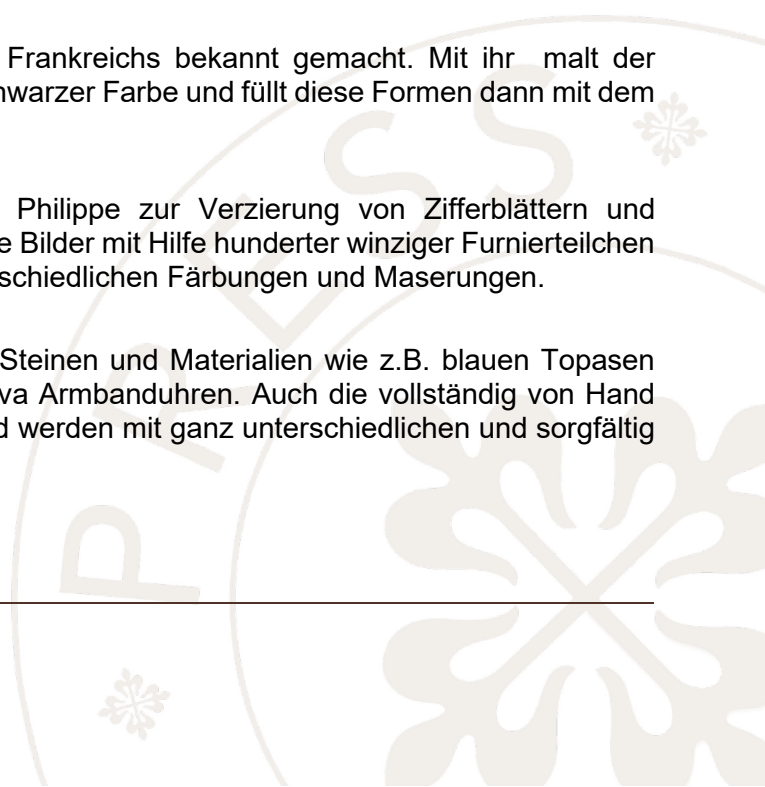 Frankreichs bekannt gemacht. Mit ihr  malt der
hwarzer Farbe und füllt diese Formen dann mit dem
Philippe zur Verzierung von Zifferblättern und
e Bilder mit Hilfe hunderter winziger Furnierteilchen
schiedlichen Färbungen und Maserungen.
Steinen und Materialien wie z.B. blauen Topasen
va Armbanduhren. Auch die vollständig von Hand
d werden mit ganz unterschiedlichen und sorgfältig
PRESS